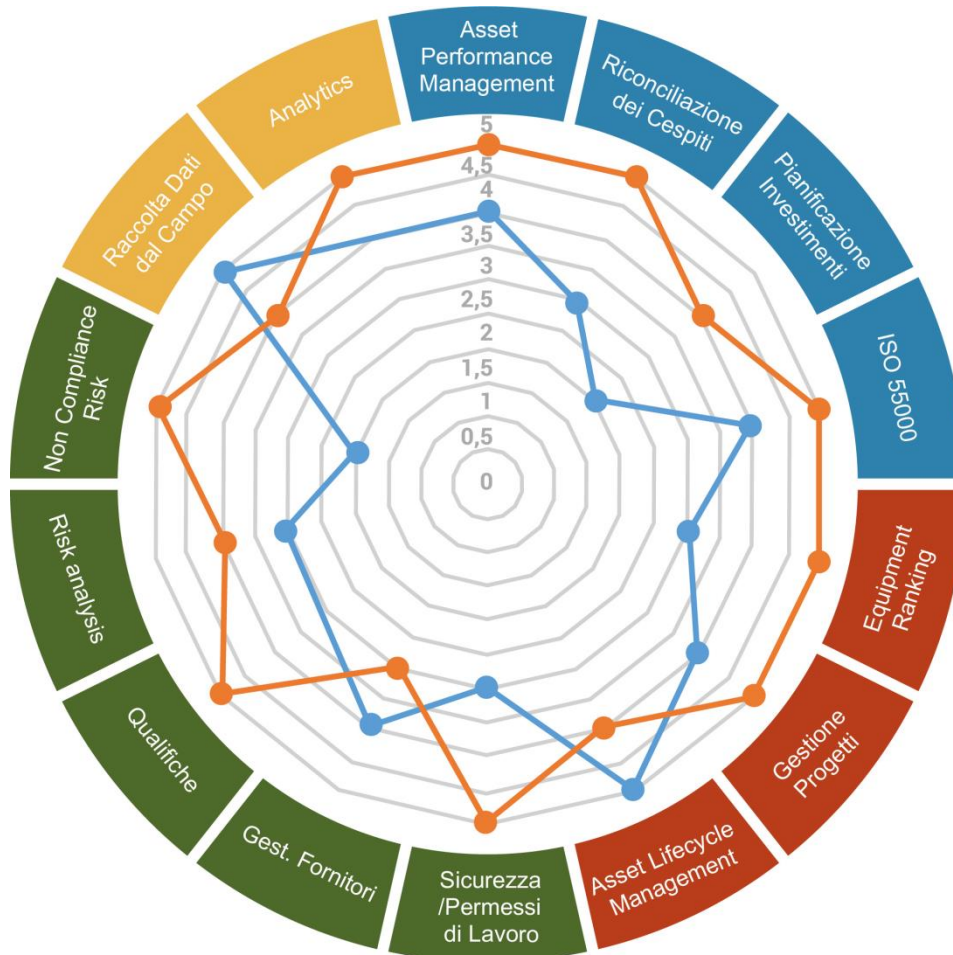 Asset
Performance
Management
Riconciliazione
dei Cespiti
Pianificazione
Investimenti
ISO 55000
Equipment
Ranking
Gestione
Progetti
Asset Lifecycle
Management
Sicurezza
/Permessi
di Lavoro
Gest. Fornitori
Qualifiche
Risk analysis
Non Compliance
Risk
Raccolta Dati
dal Campo
Analytics
5
4,5
4
3,5
3
2,5
2
1,5
1
0,5
0